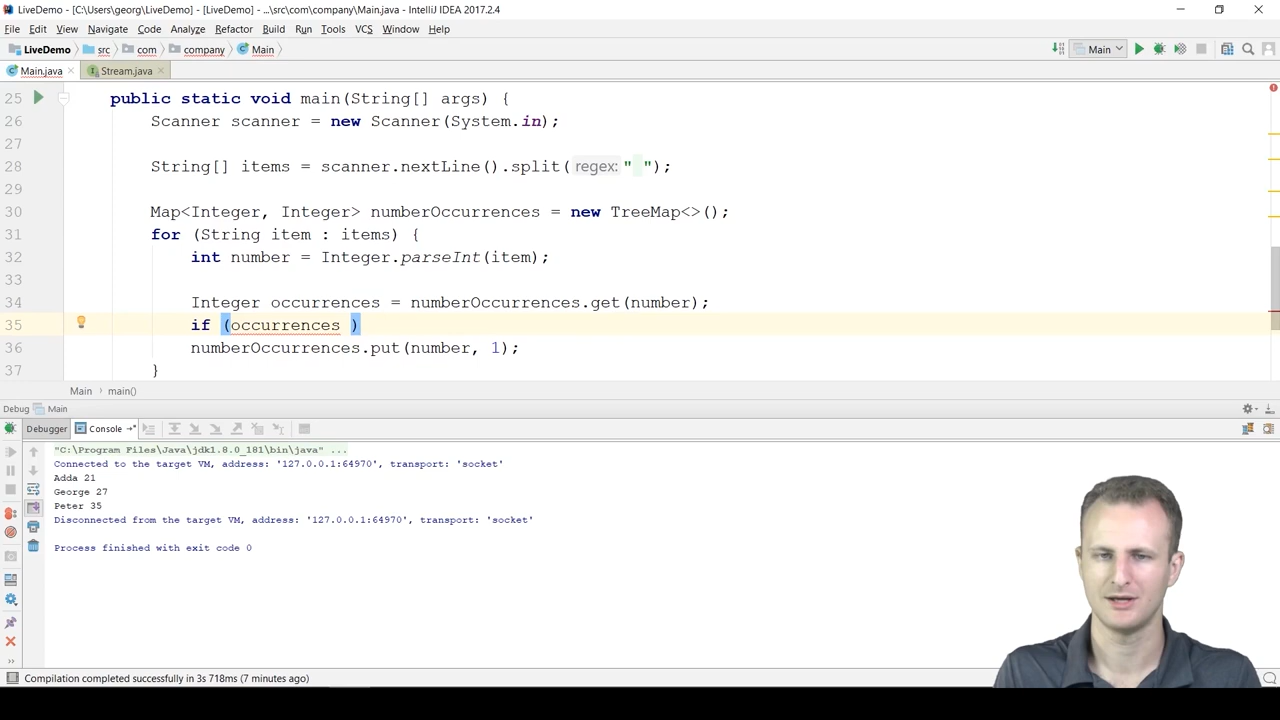 LiveDemo - [C:\Users\georg\LiveDemo] - [LiveDemo] - ...\src\com\company\Main.java - IntelliJ IDEA 2017.2.4
File Edit View Navigate Code Analyze Refactor Build Run Tools VCS Window Help
LiveDemo src com company Main Main
Main.java Stream.java
25 public static void main(String[] args) {
26 Scanner scanner = new Scanner(System.in);
27
28 String[] items = scanner.nextLine().split( regex: " ");
29
30 Map<Integer, Integer> numberOccurrences = new TreeMap<>();
31 for (String item : items) {
32 int number = Integer.parseInt(item);
33
34 Integer occurrences = numberOccurrences.get(number);
35 if (occurrences )
36 numberOccurrences.put(number, 1);
37 }
Main › main()
Debug Main
Debugger Console
"C:\Program Files\Java\jdk1.8.0_181\bin\java" ...
Connected to the target VM, address: '127.0.0.1:64970', transport: 'socket'
Adda 21
George 27
Peter 35
Disconnected from the target VM, address: '127.0.0.1:64970', transport: 'socket'
Process finished with exit code 0
Compilation completed successfully in 3s 718ms (7 minutes ago)